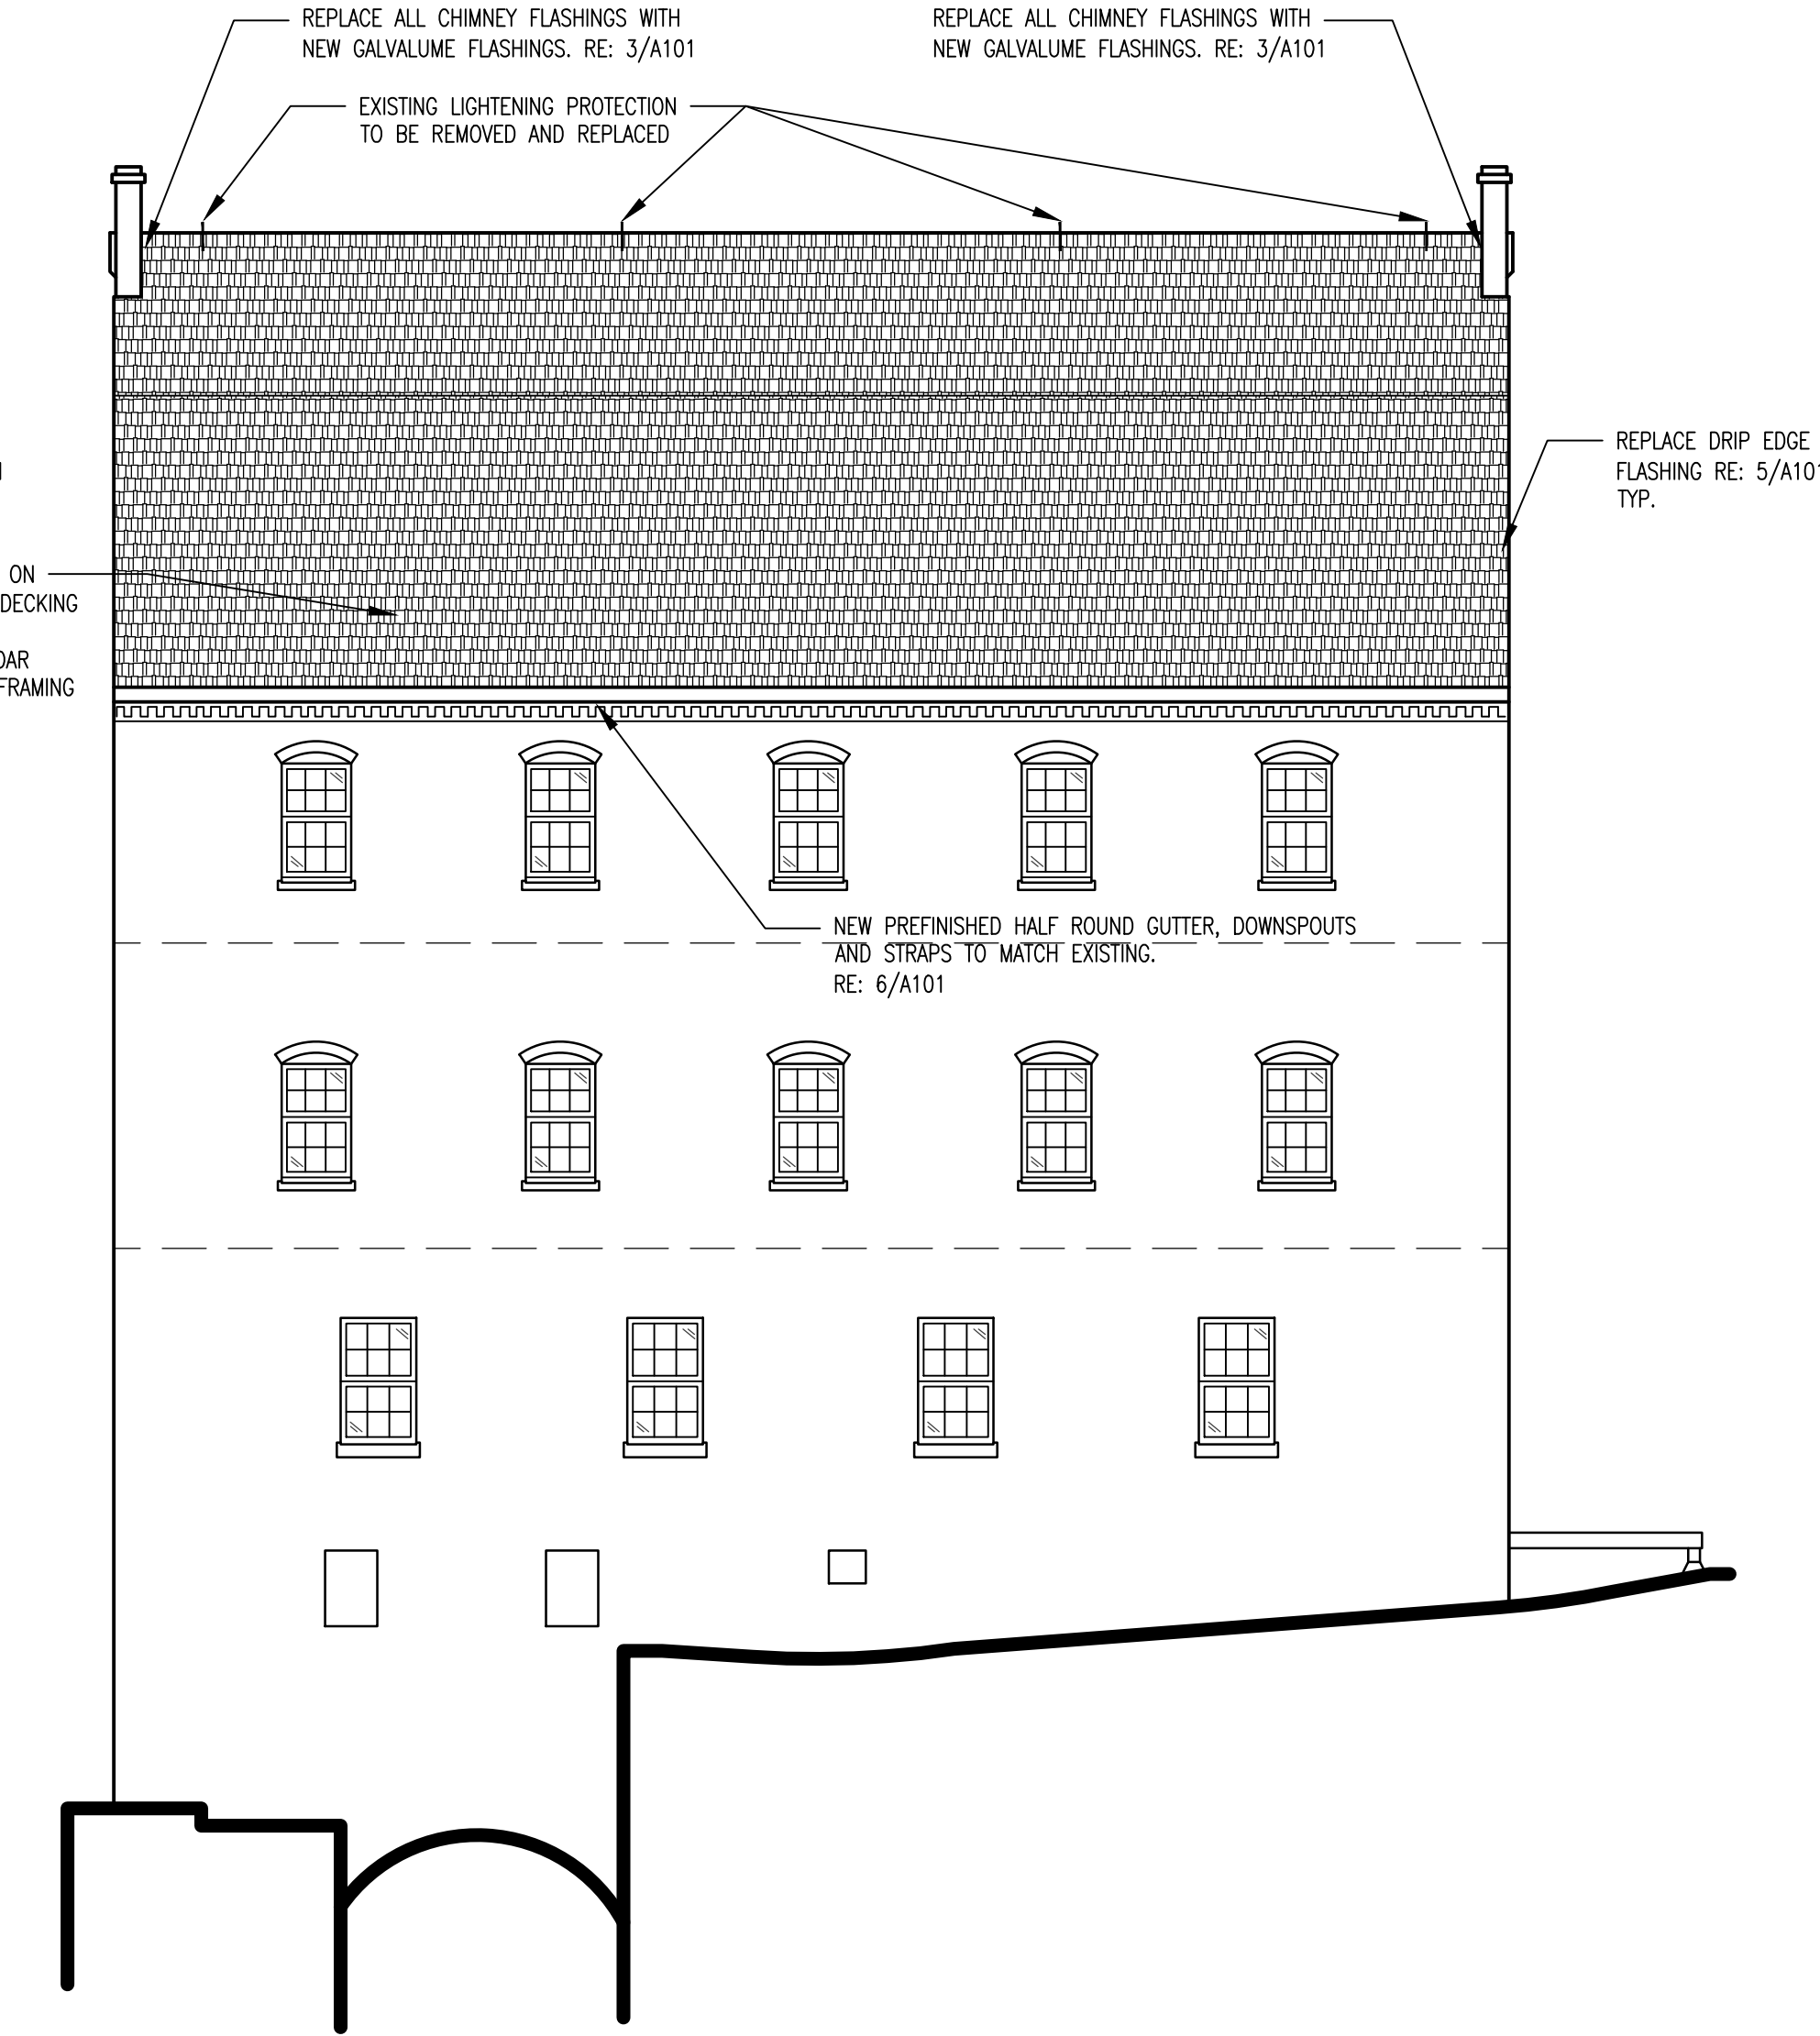 REPLACE ALL CHIMNEY FLASHINGS WITH
NEW GALVALUME FLASHINGS. RE: 3/A101
REPLACE ALL CHIMNEY FLASHINGS WITH
NEW GALVALUME FLASHINGS. RE: 3/A101
EXISTING LIGHTENING PROTECTION
TO BE REMOVED AND REPLACED
REPLACE DRIP EDGE
FLASHING RE: 5/A101
TYP.
ON
DECKING
FRAMING
NEW PREFINISHED HALF ROUND GUTTER, DOWNSPOUTS
AND STRAPS TO MATCH EXISTING.
RE: 6/A101